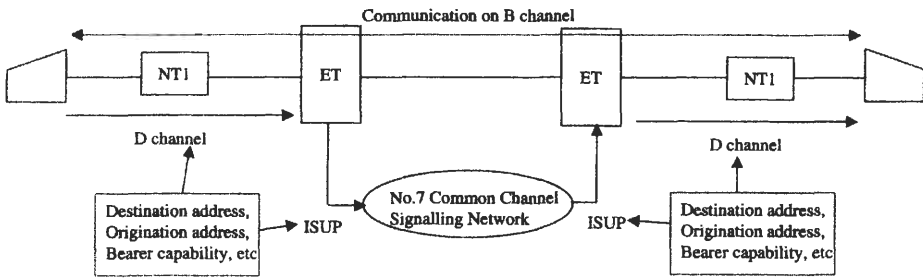 Communication on B channel
NT1
ET
ET
NT1
D channel
D channel
No.7 Common Channel
Signalling Network
Destination address,
Origination address,
Bearer capability, etc
ISUP
ISUP
Destination address,
Origination address,
Bearer capability, etc